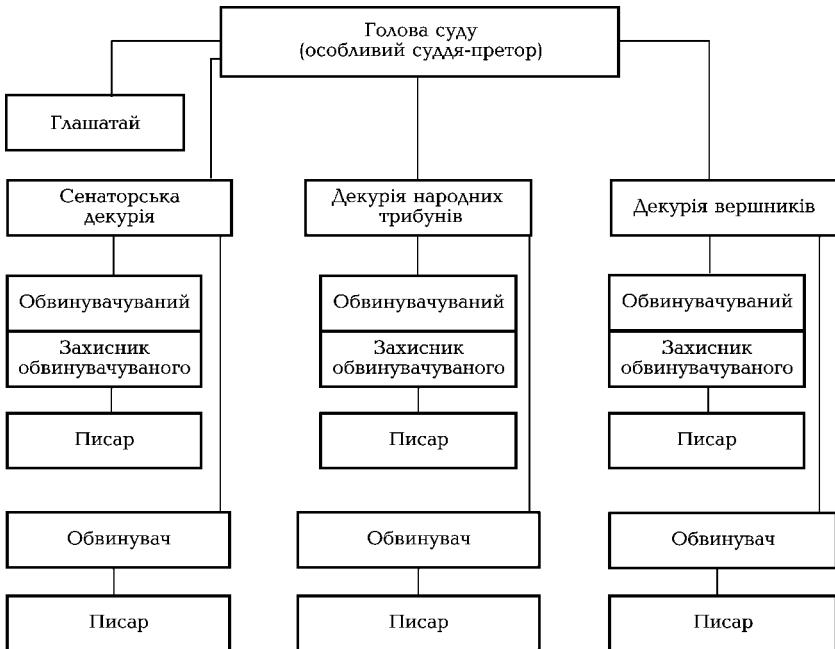 Голова суду
(особливий суддя-претор)
Глашатай
Сенаторська
декурія
Декурія народних
трибунів
Декурія вершників
Обвинувачуваний
Обвинувачуваний
Обвинувачуваний
Захисник
обвинувачуваного
Захисник
обвинувачуваного
Захисник
обвинувачуваного
Писар
Писар
Писар
Обвинувач
Обвинувач
Обвинувач
Писар
Писар
Писар